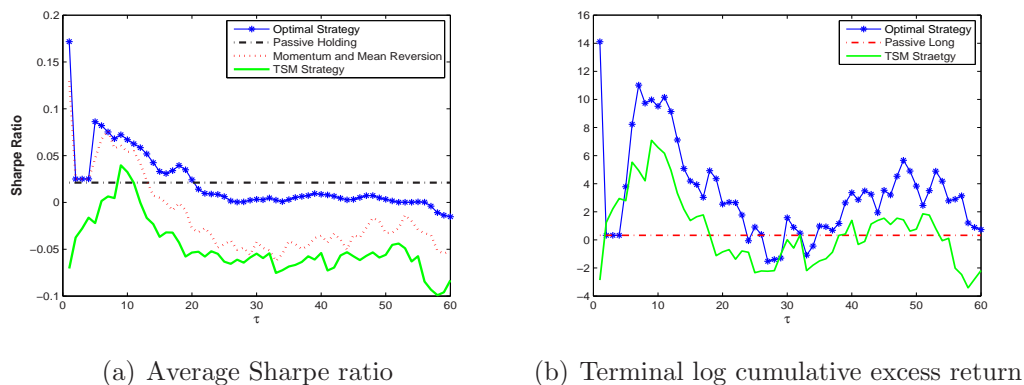 0.2
0.15
0.1
0.05
0
−0.05
−0.1
Sharpe Ratio
0 10 20 30 40 50 60
τ
Optimal Strategy
Passive Holding
Momentum and Mean Reversion
TSM Strategy
(a) Average Sharpe ratio
16
14
12
10
8
6
4
2
0
−2
−4
0 10 20 30 40 50 60
τ
Optimal Strategy
Passive Long
TSM Straetgy
(b) Terminal log cumulative excess return